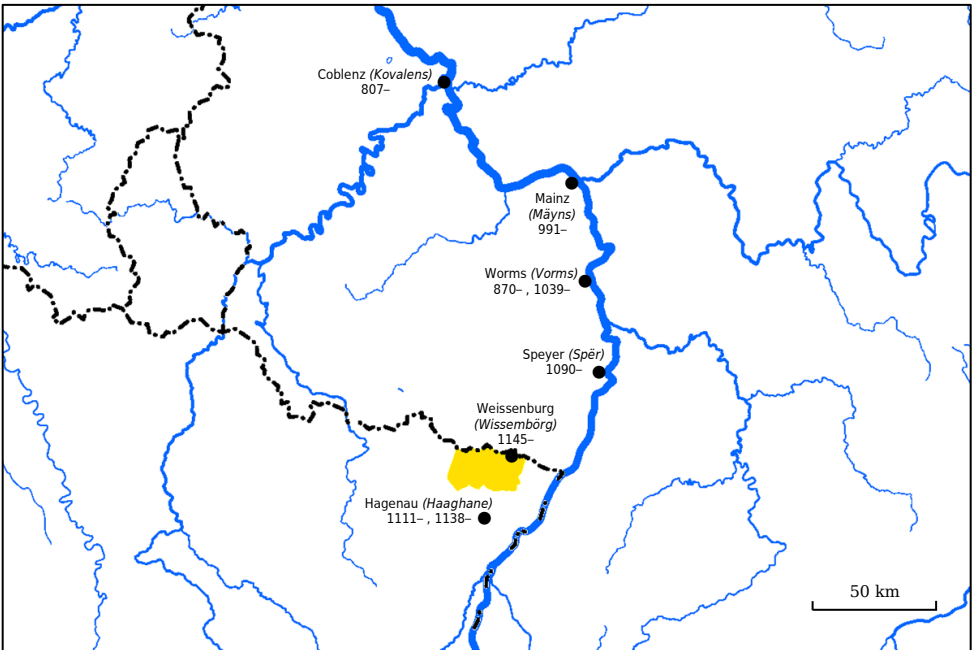 Coblenz (Kovalens)
807–
Mainz
(Mäyns)
991–
Worms (Vorms)
870– , 1039–
Speyer (Spër)
1090–
Weissenburg
(Wissembörg)
1145–
Hagenau (Haaghane)
1111– , 1138–
50 km